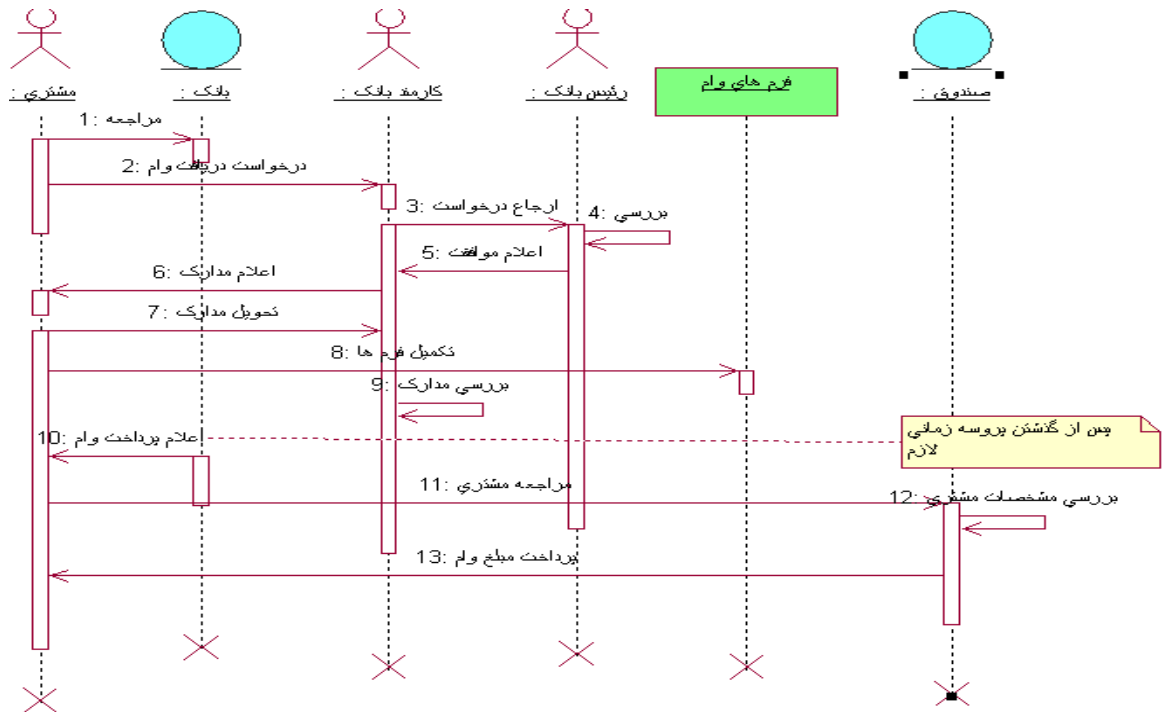 مشتري :
بانک :
کارمند بانک :
رئيس بانک :
فرم هاي وام
صندوق :
1: مراجعه
2: درخواست دريافت وام
3: ارجاع درخواست
4: بررسي
5: اعلام موافقت
6: اعلام مدارک
7: تحويل مدارک
8: تکميل فرم ها
9: بررسي مدارک
10: اعلام پرداخت وام
پس از گذشتن پروسه زماني
لازم
11: مراجعه مشتري
12: بررسي مشخصات مشتري
13: پرداخت مبلغ وام